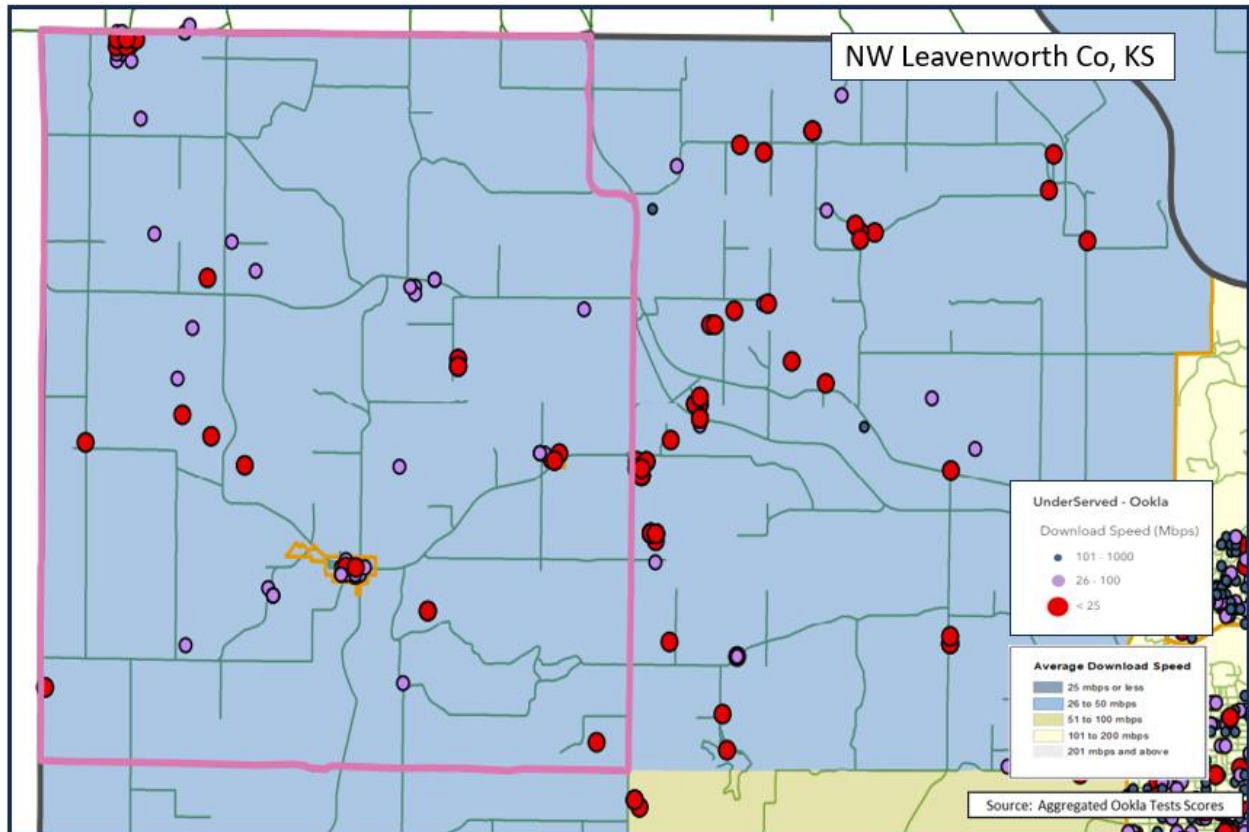 NW Leavenworth Co, KS
UnderServed - Ookla
Download Speed (Mbps)
101 - 1000
26 - 100
< 25
Average Download Speed
25 mbps or less
26 to 50 mbps
51 to 100 mbps
101 to 200 mbps
201 mbps and above
Source: Aggregated Ookla Tests Scores